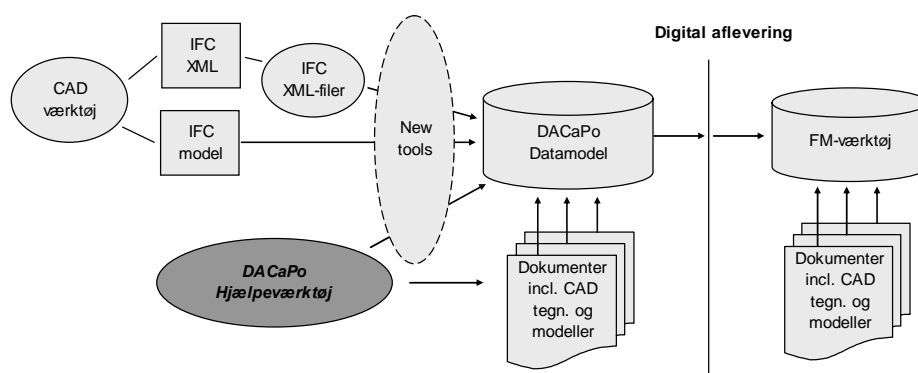 Digital aflevering
IFC
XML
IFC
XML-filer
CAD
værktøj
IFC
model
New
tools
DACaPo
Datamodel
FM-værktøj
DACaPo
Hjælpeværktøj
Dokumenter
incl. CAD
tegn. og
modeller
Dokumenter
incl. CAD
tegn. og
modeller